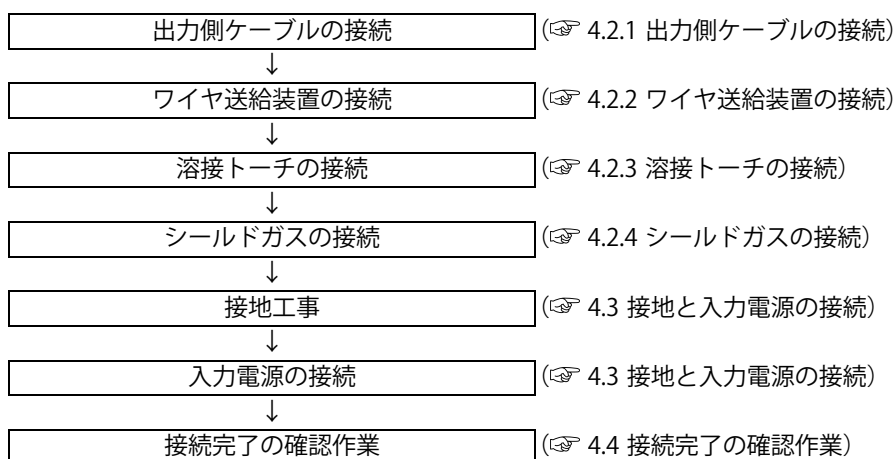 出力側ケーブルの接続 (☞ 4.2.1 出力側ケーブルの接続)
↓
ワイヤ送給装置の接続 (☞ 4.2.2 ワイヤ送給装置の接続)
↓
溶接トーチの接続 (☞ 4.2.3 溶接トーチの接続)
↓
シールドガスの接続 (☞ 4.2.4 シールドガスの接続)
↓
接地工事 (☞ 4.3 接地と入力電源の接続)
↓
入力電源の接続 (☞ 4.3 接地と入力電源の接続)
↓
接続完了の確認作業 (☞ 4.4 接続完了の確認作業)